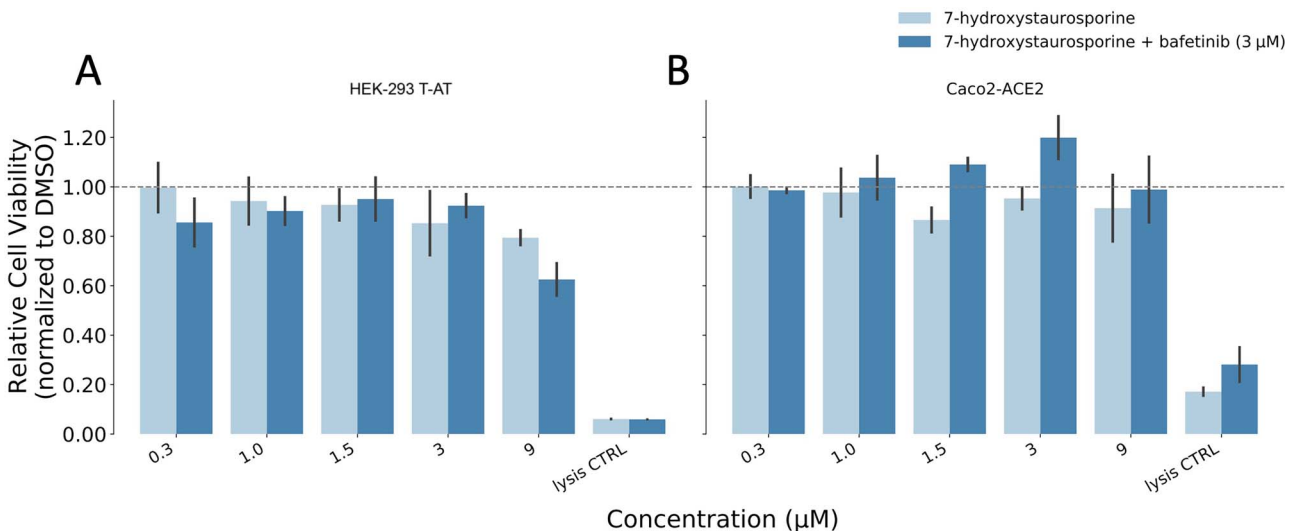 7-hydroxystaurosporine
7-hydroxystaurosporine + bafetinib (3 µM)
A
B
HEK-293 T-AT
Caco2-ACE2
Relative Cell Viability
(normalized to DMSO)
1.20
1.00
0.80
0.60
0.40
0.20
0.00
0.3
1.0
1.5
3
9
lysis CTRL
0.3
1.0
1.5
3
9
lysis CTRL
Concentration (µM)